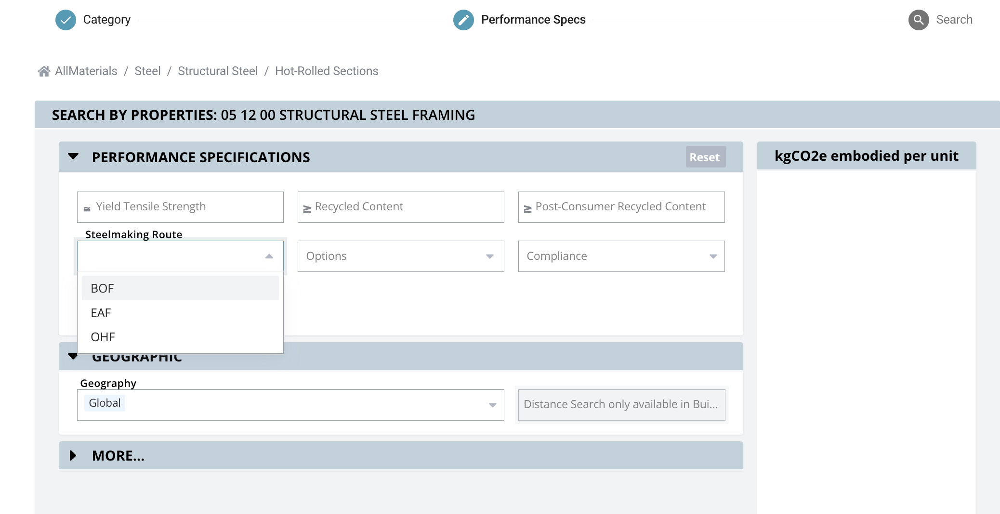 Category
Performance Specs
Search
AllMaterials / Steel / Structural Steel / Hot-Rolled Sections
SEARCH BY PROPERTIES: 05 12 00 STRUCTURAL STEEL FRAMING
PERFORMANCE SPECIFICATIONS
Reset
kgCO2e embodied per unit
≅ Yield Tensile Strength
≥ Recycled Content
≥ Post-Consumer Recycled Content
Steelmaking Route
Options
Compliance
BOF
EAF
OHF
GEOGRAPHIC
Geography
Global
Distance Search only available in Bui...
MORE...